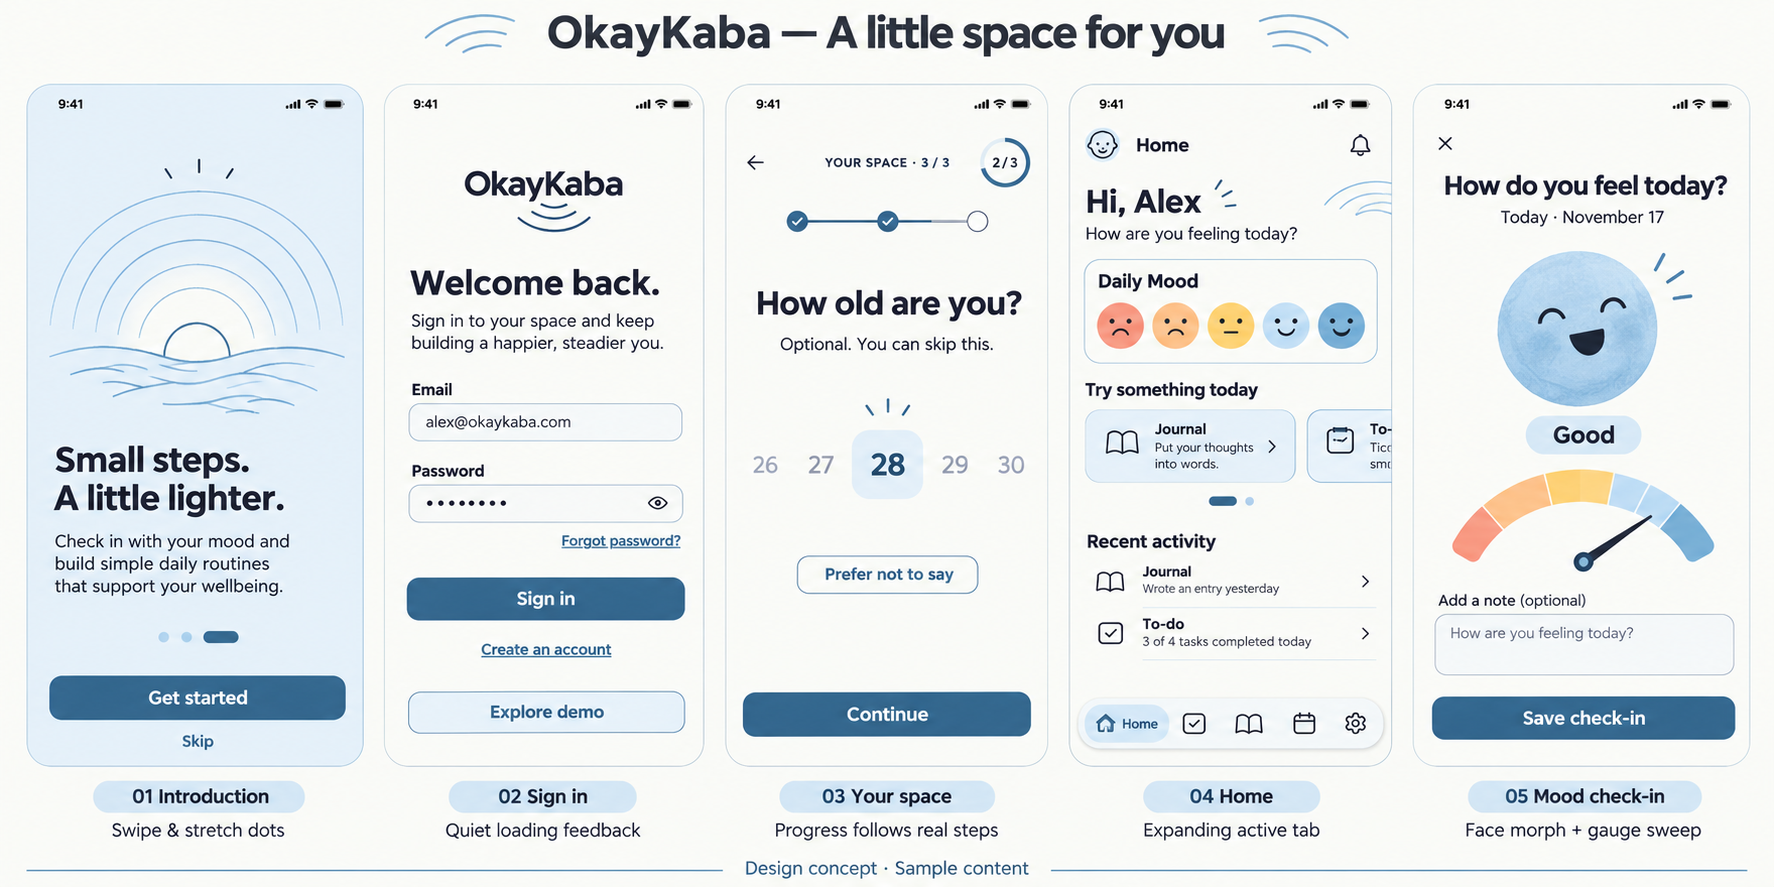 OkayKaba — A little space for you
9:41
Small steps.
A little lighter.
Check in with your mood and
build simple daily routines
that support your wellbeing.
Get started
Skip
01 Introduction
Swipe & stretch dots
9:41
OkayKaba
Welcome back.
Sign in to your space and keep
building a happier, steadier you.
Email
alex@okaykaba.com
Password
••••••••
Forgot password?
Sign in
Create an account
Explore demo
02 Sign in
Quiet loading feedback
9:41
YOUR SPACE · 3 / 3
2/3
How old are you?
Optional. You can skip this.
26 27 28 29 30
Prefer not to say
Continue
03 Your space
Progress follows real steps
9:41
Home
Hi, Alex
How are you feeling today?
Daily Mood
Try something today
Journal
Put your thoughts
into words.
To-
Tic
sm
Recent activity
Journal
Wrote an entry yesterday
To-do
3 of 4 tasks completed today
Home
04 Home
Expanding active tab
9:41
How do you feel today?
Today · November 17
Good
Add a note (optional)
How are you feeling today?
Save check-in
05 Mood check-in
Face morph + gauge sweep
Design concept · Sample content